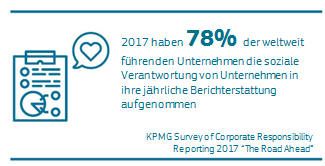 2017 haben 78% der weltweit
führenden Unternehmen die soziale
Verantwortung von Unternehmen in
ihre jährliche Berichterstattung
aufgenommen
KPMG Survey of Corporate Responsibility
Reporting 2017 "The Road Ahead"